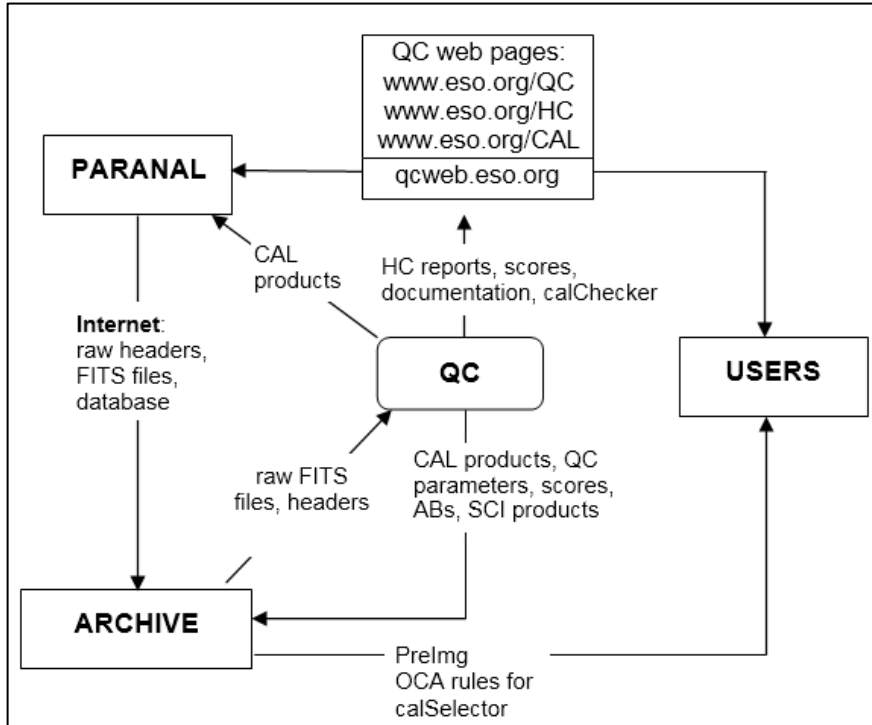 QC web pages:
www.eso.org/QC
www.eso.org/HC
www.eso.org/CAL
qcweb.eso.org
PARANAL
CAL
products
HC reports, scores,
documentation, calChecker
Internet:
raw headers,
FITS files,
database
QC
USERS
raw FITS
files, headers
CAL products, QC
parameters, scores,
ABs, SCI products
ARCHIVE
PreImg
OCA rules for
calSelector